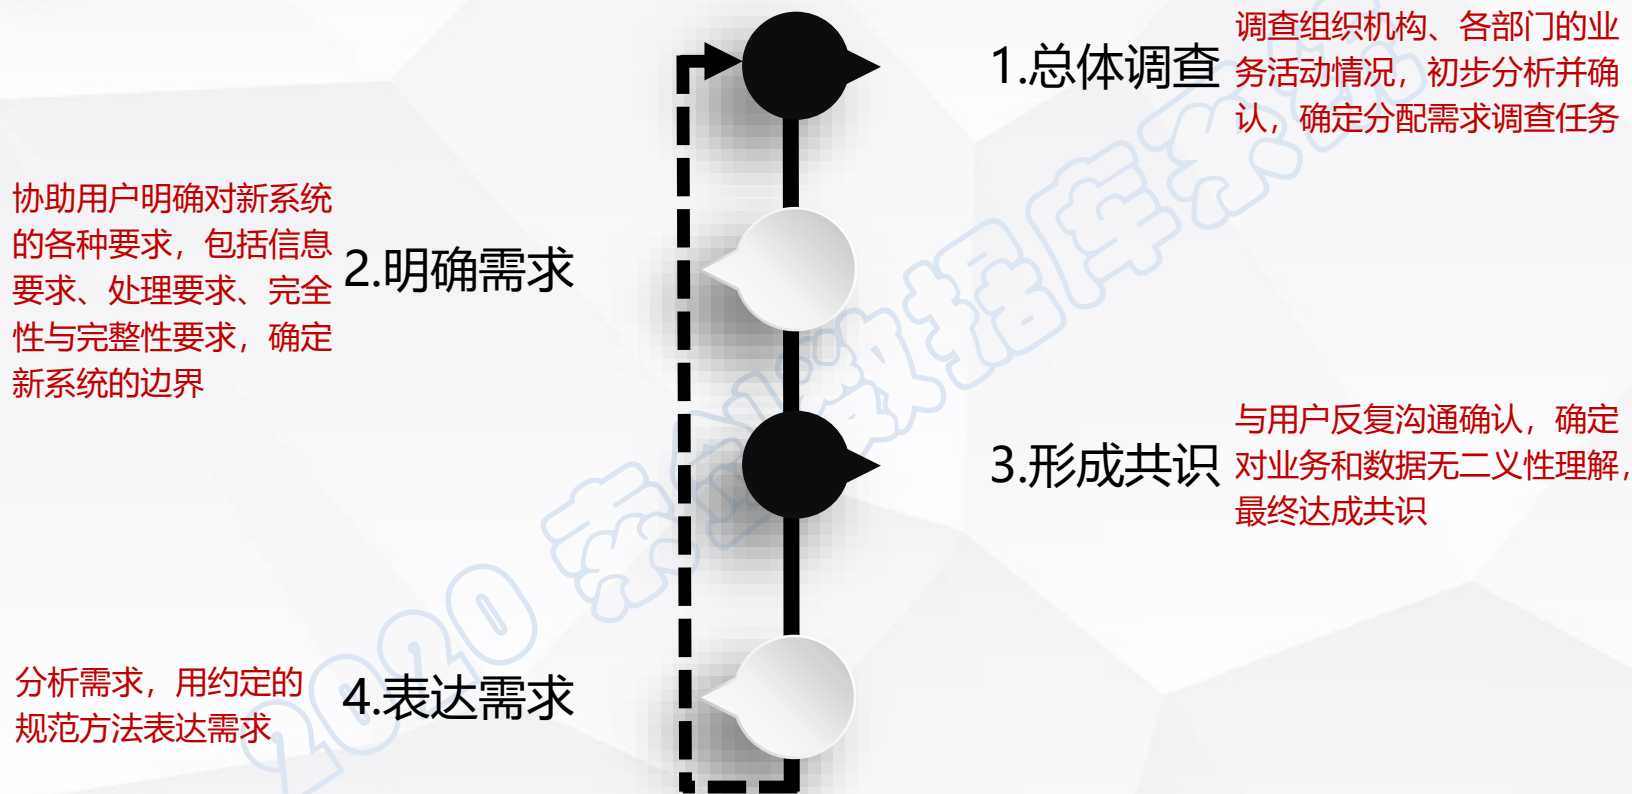 1.总体调查
调查组织机构、各部门的业
务活动情况，初步分析并确
认，确定分配需求调查任务
协助用户明确对新系统
的各种要求，包括信息
要求、处理要求、完全
性与完整性要求，确定
新系统的边界
2.明确需求
3.形成共识
与用户反复沟通确认，确定
对业务和数据无二义性理解，
最终达成共识
分析需求，用约定的
规范方法表达需求
4.表达需求